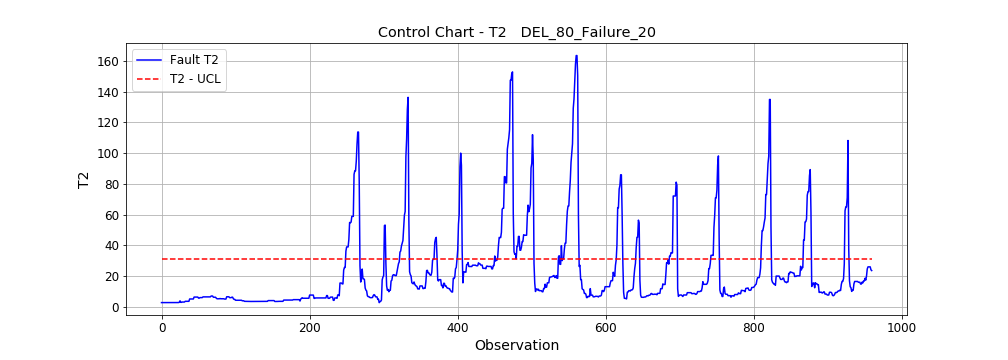 Control Chart - T2   DEL_80_Failure_20
Fault T2
T2 - UCL
160
140
120
100
80
60
40
20
0
T2
0 200 400 600 800 1000
Observation